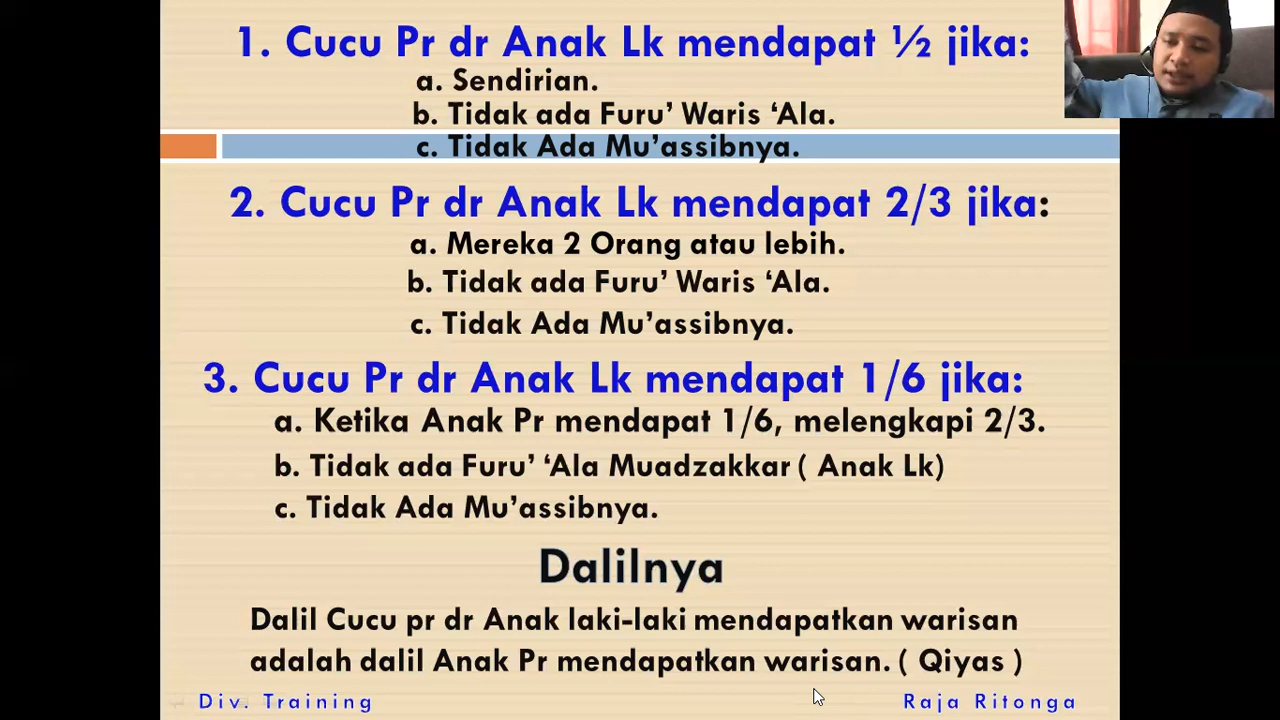 1. Cucu Pr dr Anak Lk mendapat ½ jika:
a. Sendirian.
b. Tidak ada Furu’ Waris ‘Ala.
c. Tidak Ada Mu’assibnya.
2. Cucu Pr dr Anak Lk mendapat 2/3 jika:
a. Mereka 2 Orang atau lebih.
b. Tidak ada Furu’ Waris ‘Ala.
c. Tidak Ada Mu’assibnya.
3. Cucu Pr dr Anak Lk mendapat 1/6 jika:
a. Ketika Anak Pr mendapat 1/6, melengkapi 2/3.
b. Tidak ada Furu’ ‘Ala Muadzakkar ( Anak Lk)
c. Tidak Ada Mu’assibnya.
Dalilnya
Dalil Cucu pr dr Anak laki-laki mendapatkan warisan
adalah dalil Anak Pr mendapatkan warisan. ( Qiyas )
Div. Training
Raja Ritonga